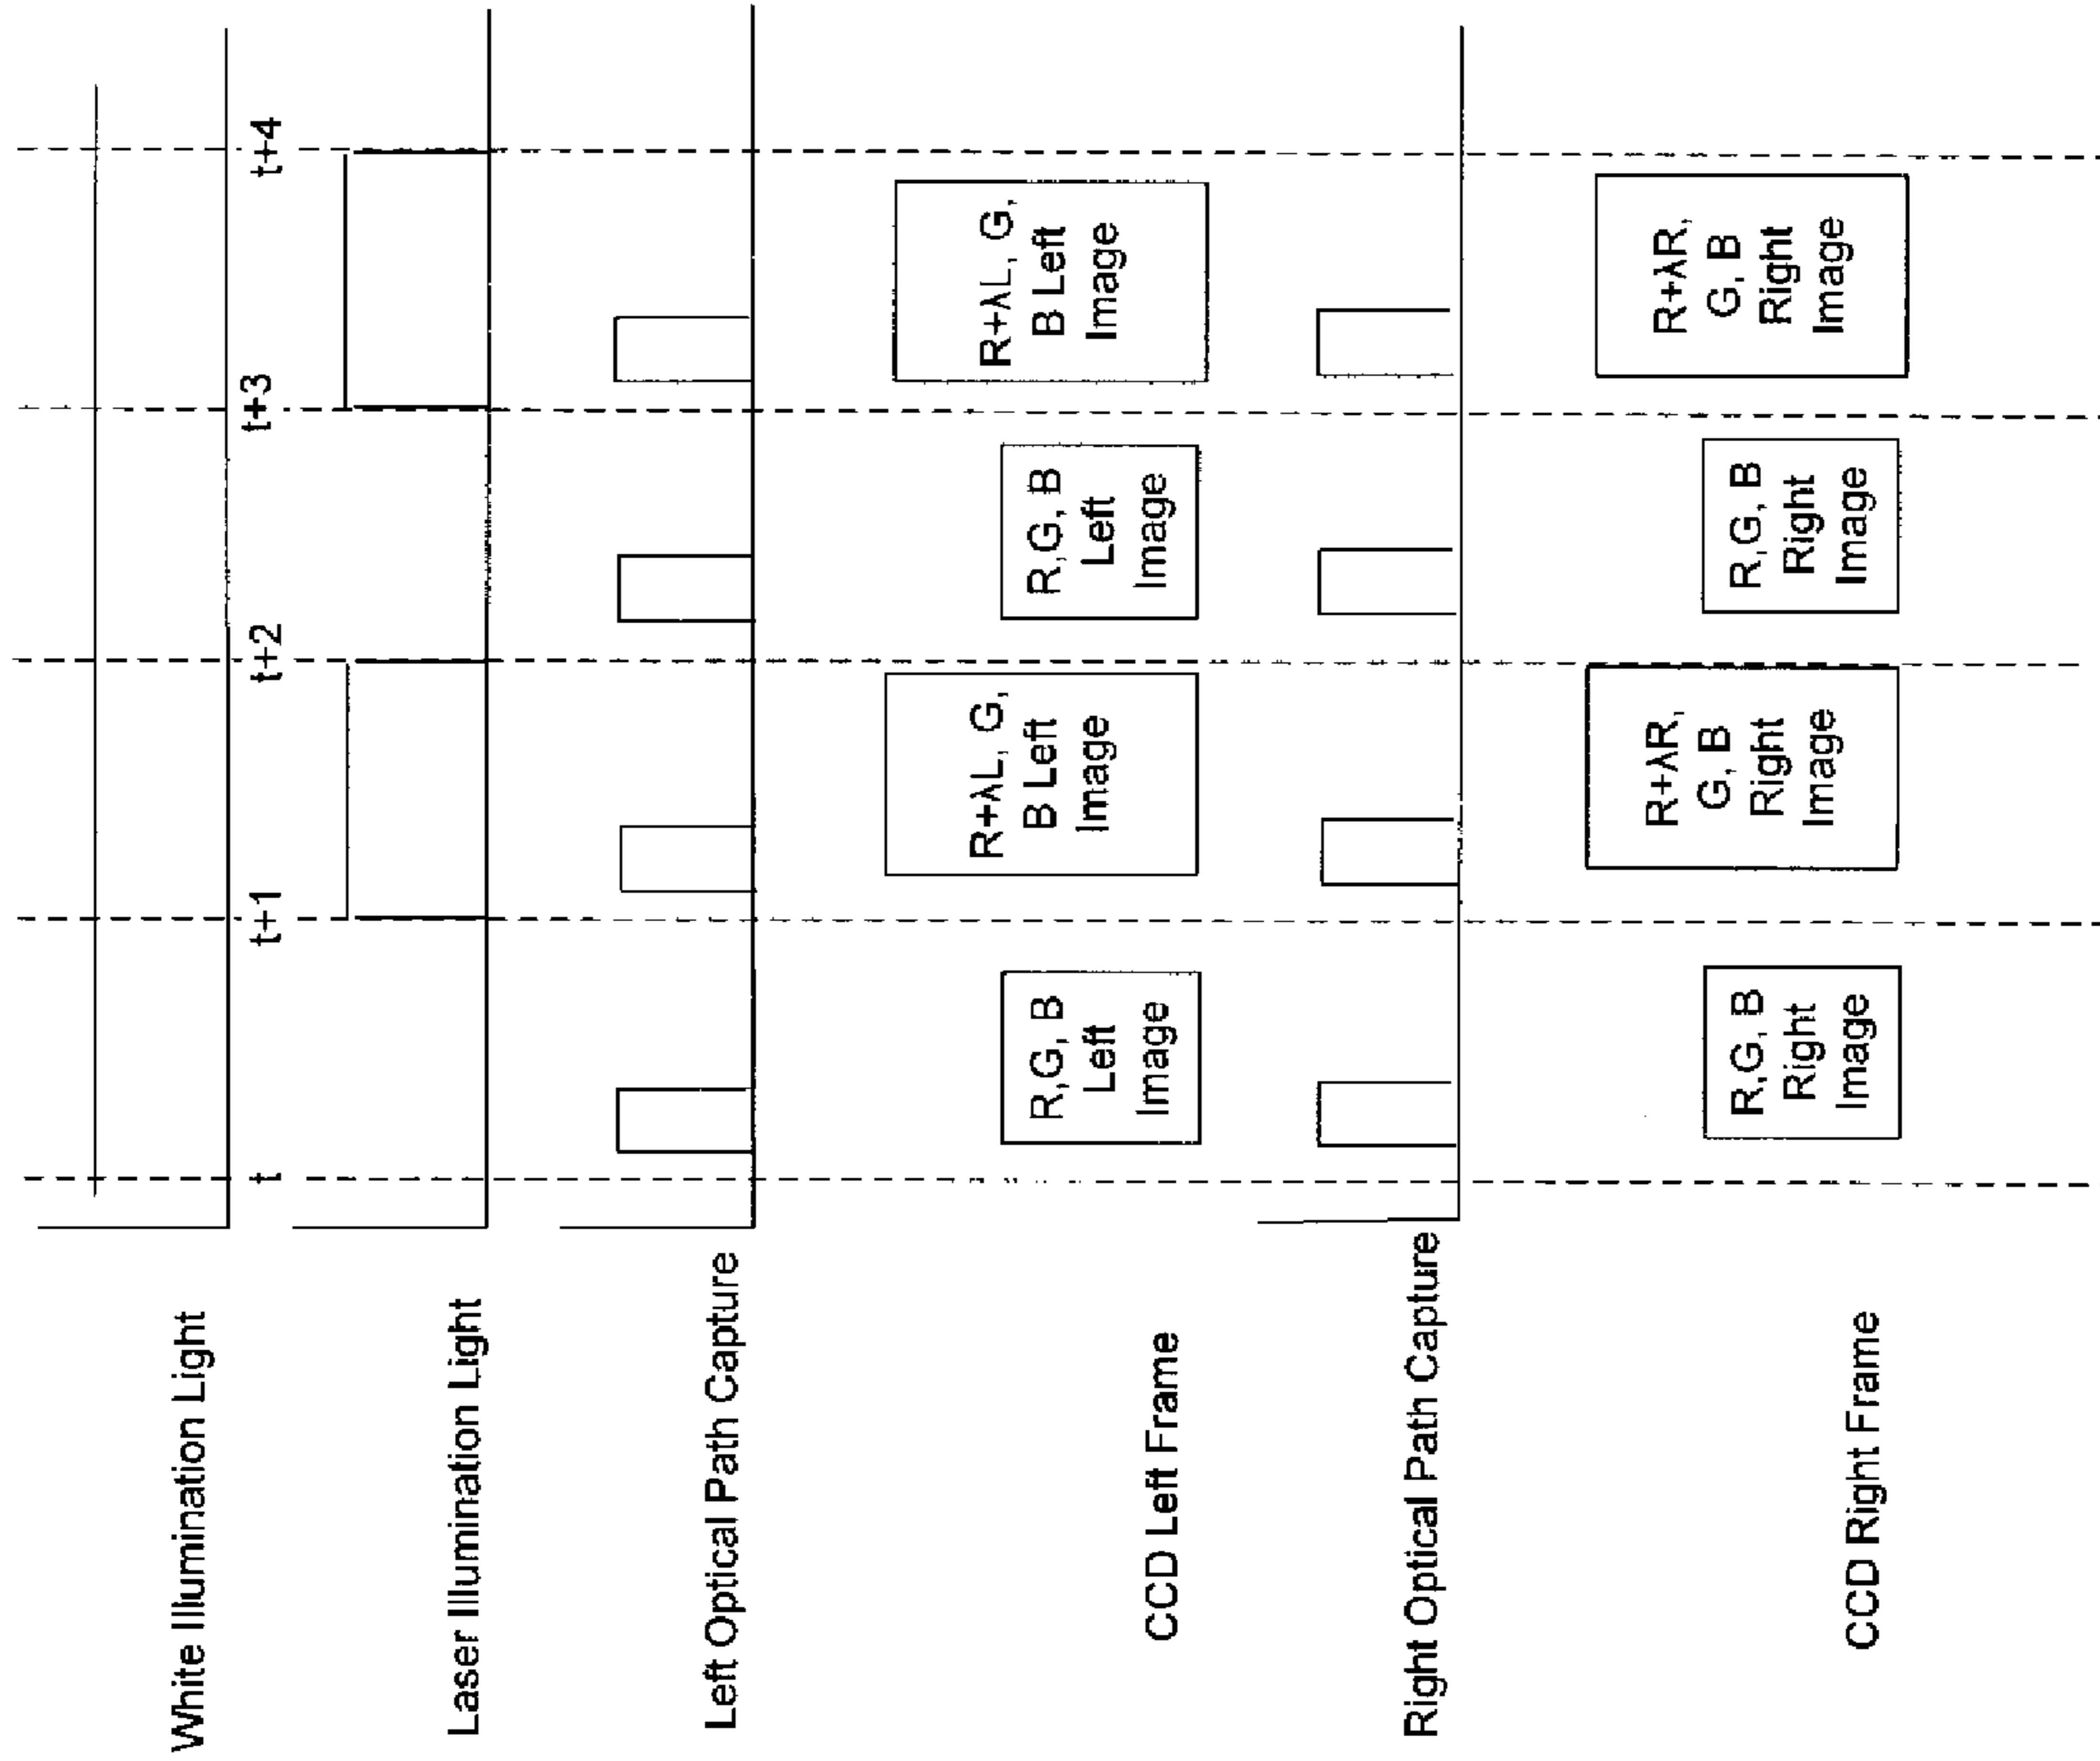 White Illumination Light
t
t+1
t+2
t+3
t+4
Laser Illumination Light
Left Optical Path Capture
CCD Left Frame
R,G, B
Left
Image
R+λL, G,
B Left
Image
R,G, B
Left
Image
R+λL, G,
B Left
Image
Right Optical Path Capture
CCD Right Frame
R,G, B
Right
Image
R+λR,
G, B
Right
Image
R,G, B
Right
Image
R+λR,
G, B
Right
Image